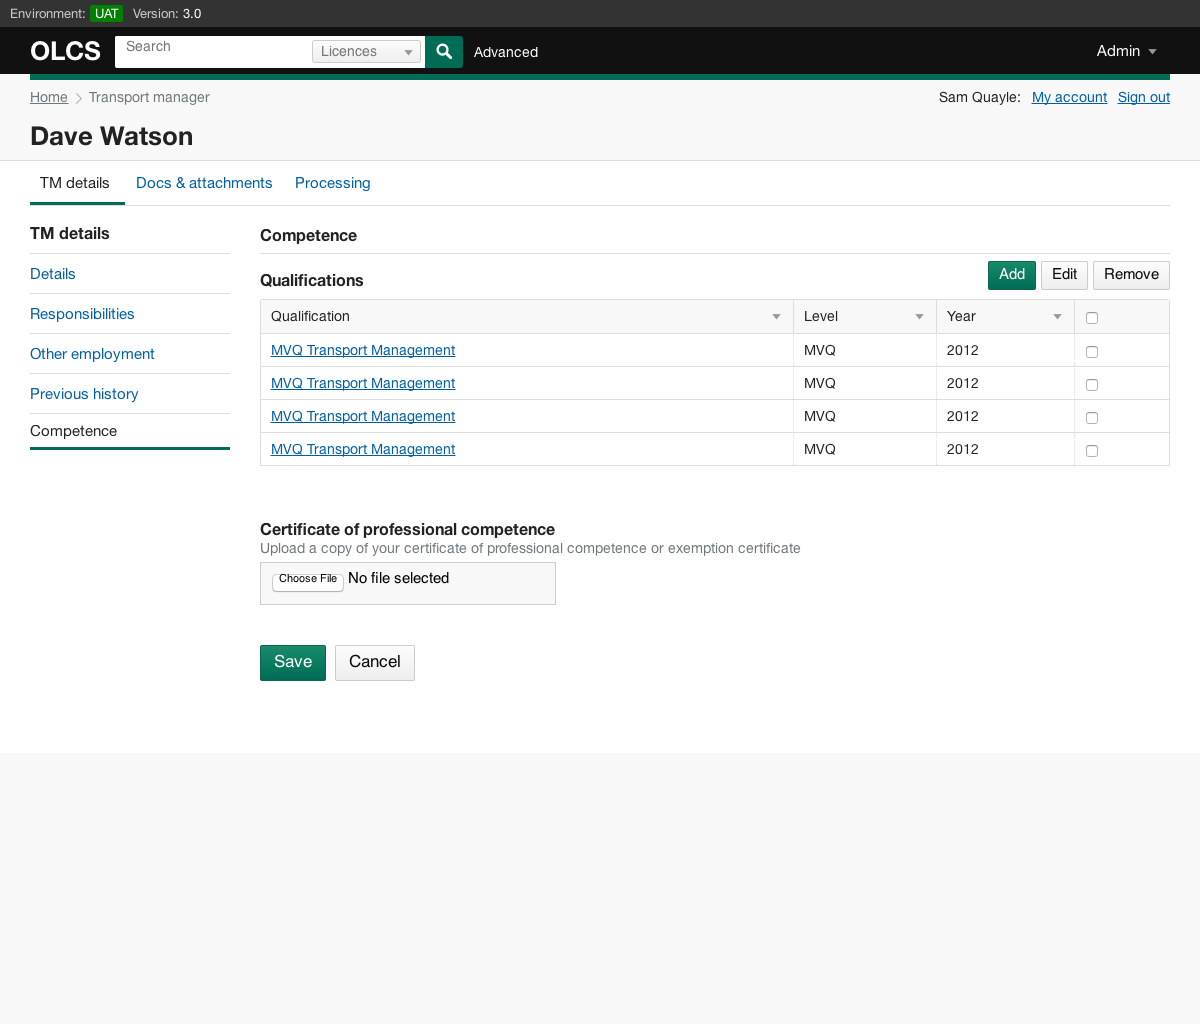 Environment: UAT Version: 3.0
OLCS Search Licences Advanced Admin
Home Transport manager Sam Quayle: My account Sign out
Dave Watson
TM details Docs & attachments Processing
TM details
Details
Responsibilities
Other employment
Previous history
Competence
Competence
Qualifications Add Edit Remove
Qualification Level Year
MVQ Transport Management MVQ 2012
MVQ Transport Management MVQ 2012
MVQ Transport Management MVQ 2012
MVQ Transport Management MVQ 2012
Certificate of professional competence
Upload a copy of your certificate of professional competence or exemption certificate
Choose File No file selected
Save Cancel